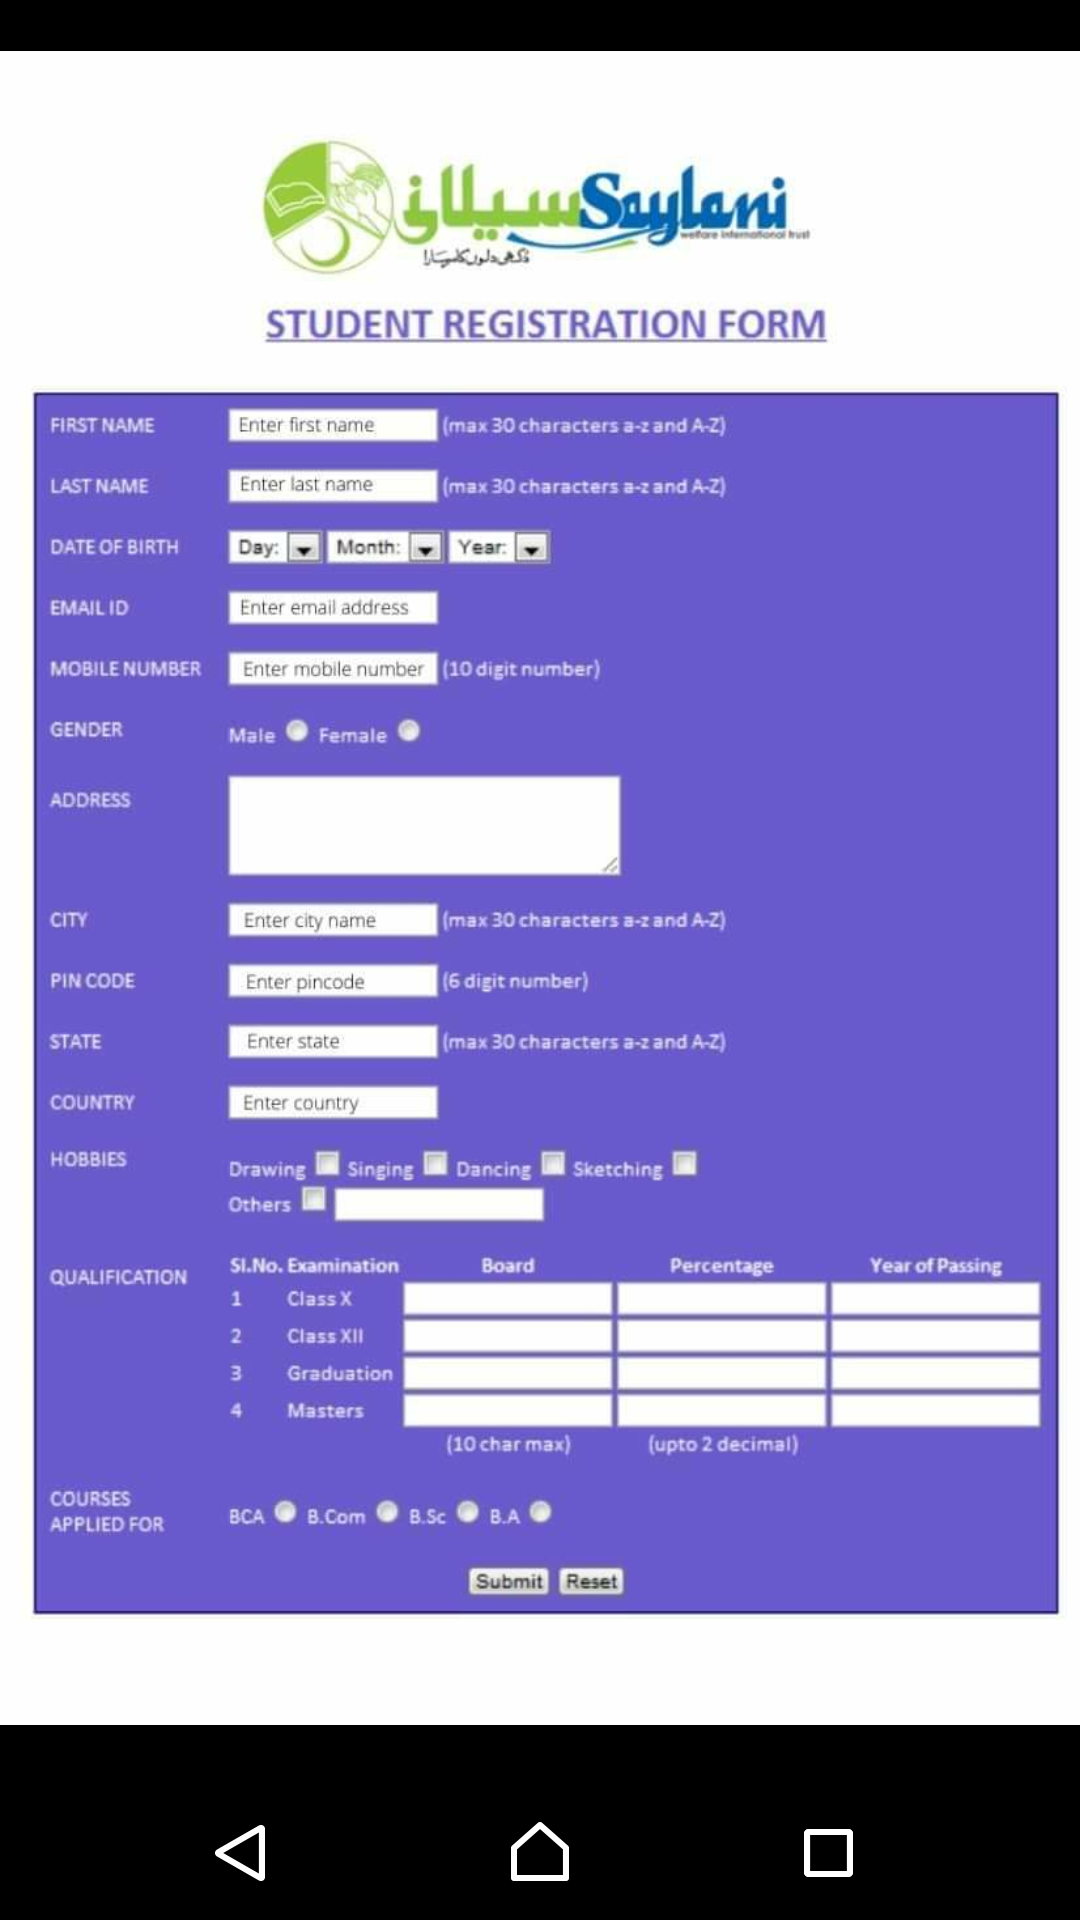 سیلانی Saylani
welfare international trust
دکھی دلوں کا سہارا
STUDENT REGISTRATION FORM
FIRST NAME Enter first name (max 30 characters a-z and A-Z)
LAST NAME Enter last name (max 30 characters a-z and A-Z)
DATE OF BIRTH Day: Month: Year:
EMAIL ID Enter email address
MOBILE NUMBER Enter mobile number (10 digit number)
GENDER Male Female
ADDRESS
CITY Enter city name (max 30 characters a-z and A-Z)
PIN CODE Enter pincode (6 digit number)
STATE Enter state (max 30 characters a-z and A-Z)
COUNTRY Enter country
HOBBIES Drawing Singing Dancing Sketching
Others
QUALIFICATION Sl.No. Examination Board Percentage Year of Passing
1 Class X
2 Class XII
3 Graduation
4 Masters
(10 char max) (upto 2 decimal)
COURSES
APPLIED FOR BCA B.Com B.Sc B.A
Submit Reset